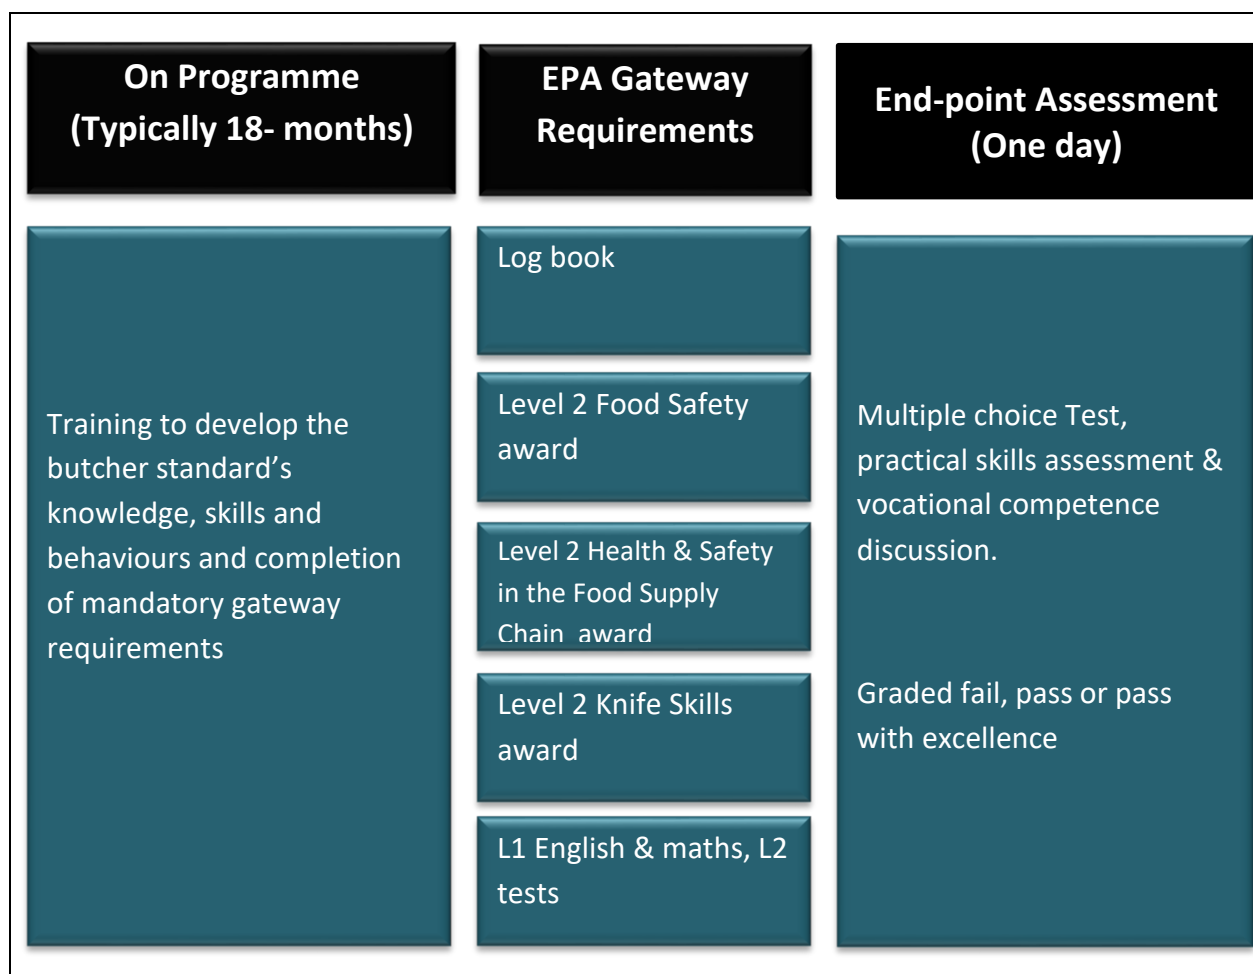 On Programme
(Typically 18- months)
EPA Gateway
Requirements
End-point Assessment
(One day)
Training to develop the
butcher standard’s
knowledge, skills and
behaviours and completion
of mandatory gateway
requirements
Log book
Level 2 Food Safety
award
Level 2 Health & Safety
in the Food Supply
Chain award
Level 2 Knife Skills
award
L1 English & maths, L2
tests
Multiple choice Test,
practical skills assessment &
vocational competence
discussion.
Graded fail, pass or pass
with excellence